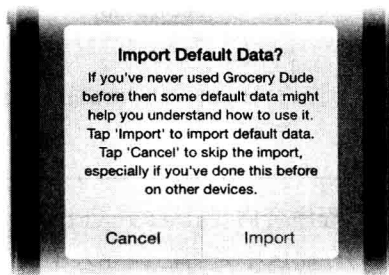 Import Default Data?
If you've never used Grocery Dude
before then some default data might
help you understand how to use it.
Tap 'Import' to import default data.
Tap 'Cancel' to skip the import,
especially if you've done this before
on other devices.
Cancel
Import